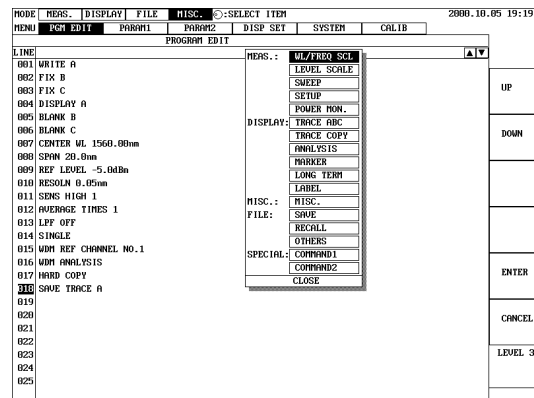 MODE MEAS. DISPLAY FILE MISC. :SELECT ITEM 2000.10.05 19:19
MENU PGM EDIT PARAM1 PARAM2 DISP SET SYSTEM CALIB
PROGRAM EDIT
LINE
001 WRITE A
002 FIX B
003 FIX C
004 DISPLAY A
005 BLANK B
006 BLANK C
007 CENTER WL 1560.00nm
008 SPAN 20.0nm
009 REF LEVEL -5.0dBm
010 RESOLN 0.05nm
011 SENS HIGH 1
012 AVERAGE TIMES 1
013 LPF OFF
014 SINGLE
015 WDM REF CHANNEL NO.1
016 WDM ANALYSIS
017 HARD COPY
018 SAVE TRACE A
019
020
021
022
023
024
025
MEAS.: WL/FREQ SCL
LEVEL SCALE
SWEEP
SETUP
POWER MON.
DISPLAY: TRACE ABC
TRACE COPY
ANALYSIS
MARKER
LONG TERM
LABEL
MISC.: MISC.
FILE: SAVE
RECALL
OTHERS
SPECIAL: COMMAND1
COMMAND2
CLOSE
UP
DOWN
ENTER
CANCEL
LEVEL 3